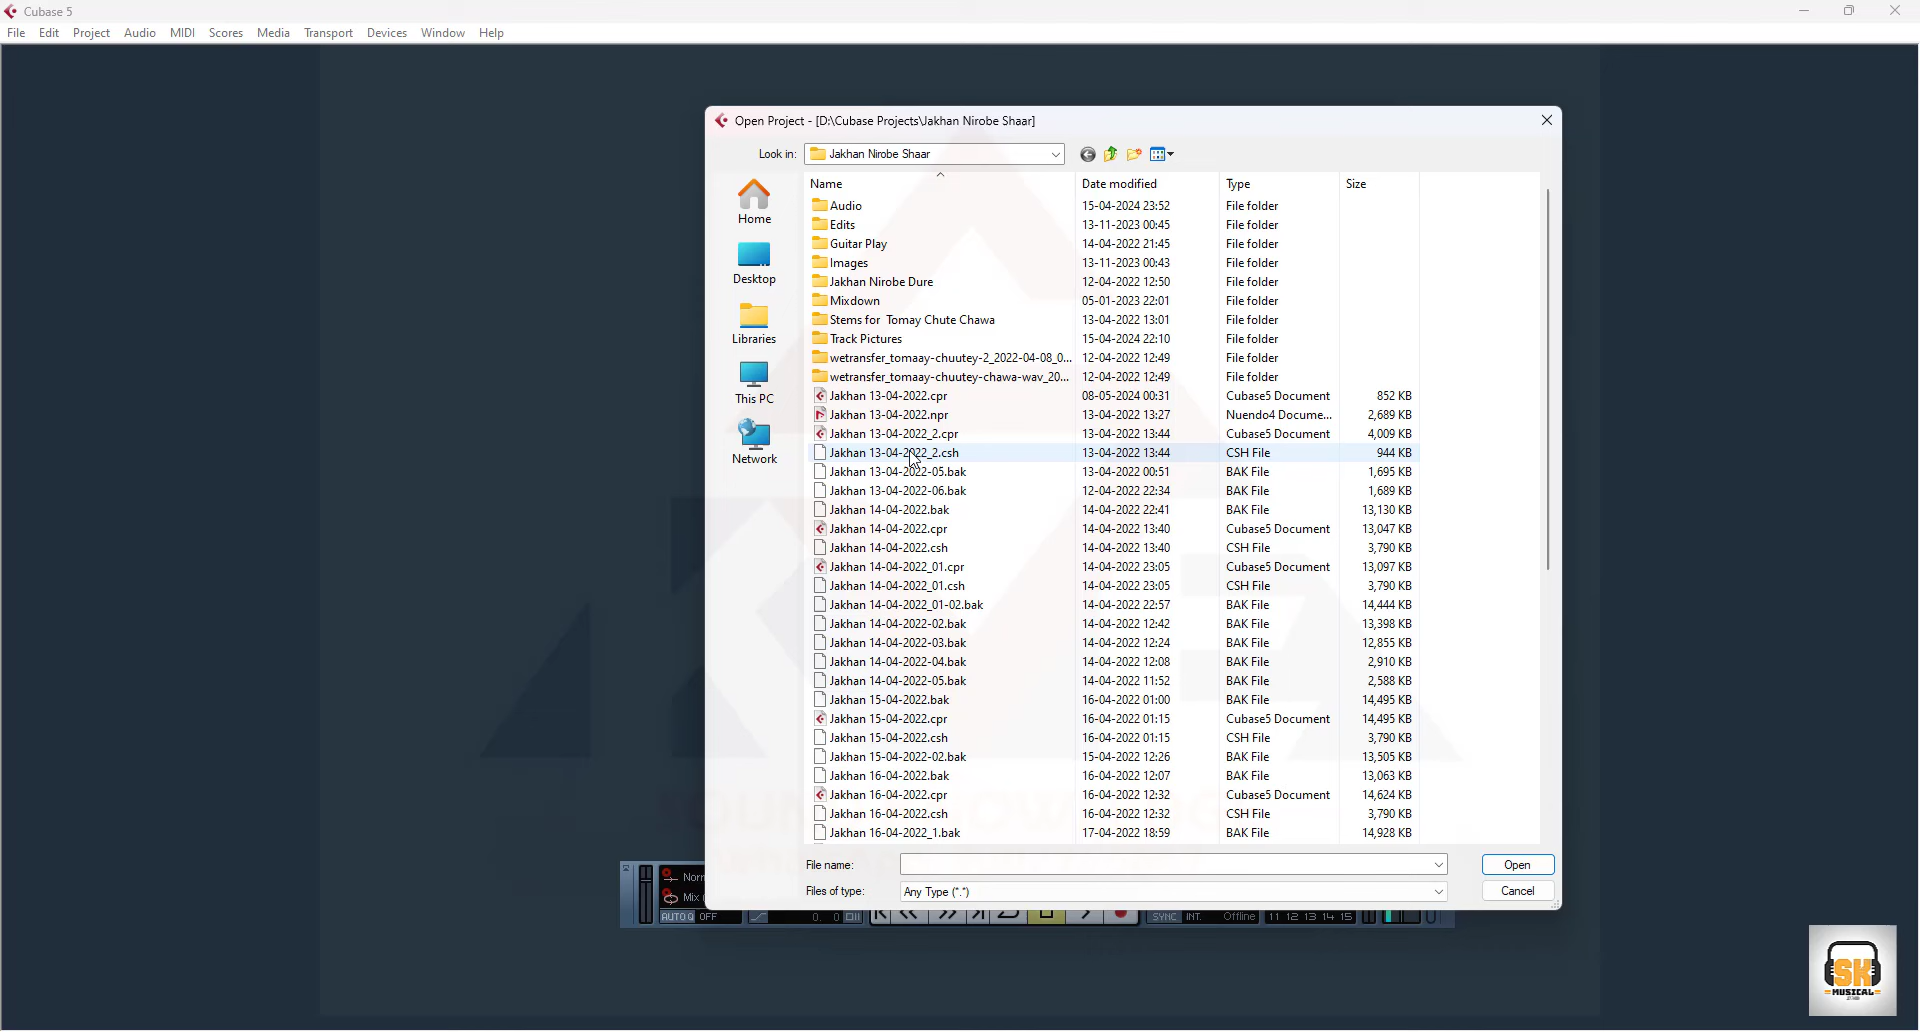 Cubase 5
File Edit Project Audio MIDI Scores Media Transport Devices Window Help
Open Project - [D:\Cubase Projects\Jakhan Nirobe Shaar]
Look in: Jakhan Nirobe Shaar
Home
Desktop
Libraries
This PC
Network
Name Date modified Type Size
Audio 15-04-2024 23:52 File folder
Edits 13-11-2023 00:45 File folder
Guitar Play 14-04-2022 21:45 File folder
Images 13-11-2023 00:43 File folder
Jakhan Nirobe Dure 12-04-2022 12:50 File folder
Mixdown 05-01-2023 22:01 File folder
Stems for Tomay Chute Chawa 13-04-2022 13:01 File folder
Track Pictures 15-04-2024 22:10 File folder
wetransfer_tomaay-chuutey-2_2022-04-08_0... 12-04-2022 12:49 File folder
wetransfer_tomaay-chuutey-chawa-wav_20... 12-04-2022 12:49 File folder
Jakhan 13-04-2022.cpr 08-05-2024 00:31 Cubase5 Document 852 KB
Jakhan 13-04-2022.npr 13-04-2022 13:27 Nuendo4 Docume... 2,689 KB
Jakhan 13-04-2022_2.cpr 13-04-2022 13:44 Cubase5 Document 4,009 KB
Jakhan 13-04-2022_2.csh 13-04-2022 13:44 CSH File 944 KB
Jakhan 13-04-2022-05.bak 13-04-2022 00:51 BAK File 1,695 KB
Jakhan 13-04-2022-06.bak 12-04-2022 22:34 BAK File 1,689 KB
Jakhan 14-04-2022.bak 14-04-2022 22:41 BAK File 13,130 KB
Jakhan 14-04-2022.cpr 14-04-2022 13:40 Cubase5 Document 13,047 KB
Jakhan 14-04-2022.csh 14-04-2022 13:40 CSH File 3,790 KB
Jakhan 14-04-2022_01.cpr 14-04-2022 23:05 Cubase5 Document 13,097 KB
Jakhan 14-04-2022_01.csh 14-04-2022 23:05 CSH File 3,790 KB
Jakhan 14-04-2022_01-02.bak 14-04-2022 22:57 BAK File 14,444 KB
Jakhan 14-04-2022-02.bak 14-04-2022 12:42 BAK File 13,398 KB
Jakhan 14-04-2022-03.bak 14-04-2022 12:24 BAK File 12,855 KB
Jakhan 14-04-2022-04.bak 14-04-2022 12:08 BAK File 2,910 KB
Jakhan 14-04-2022-05.bak 14-04-2022 11:52 BAK File 2,588 KB
Jakhan 15-04-2022.bak 16-04-2022 01:00 BAK File 14,495 KB
Jakhan 15-04-2022.cpr 16-04-2022 01:15 Cubase5 Document 14,495 KB
Jakhan 15-04-2022.csh 16-04-2022 01:15 CSH File 3,790 KB
Jakhan 15-04-2022-02.bak 15-04-2022 12:26 BAK File 13,505 KB
Jakhan 16-04-2022.bak 16-04-2022 12:07 BAK File 13,063 KB
Jakhan 16-04-2022.cpr 16-04-2022 12:32 Cubase5 Document 14,624 KB
Jakhan 16-04-2022.csh 16-04-2022 12:32 CSH File 3,790 KB
Jakhan 16-04-2022_1.bak 17-04-2022 18:59 BAK File 14,928 KB
File name: Open
Files of type: Any Type (*.*) Cancel
Norm
Mix (
AUTO Q OFF 0. 0 SYNC INT. Offline 11 12 13 14 15
SK
MUSICAL